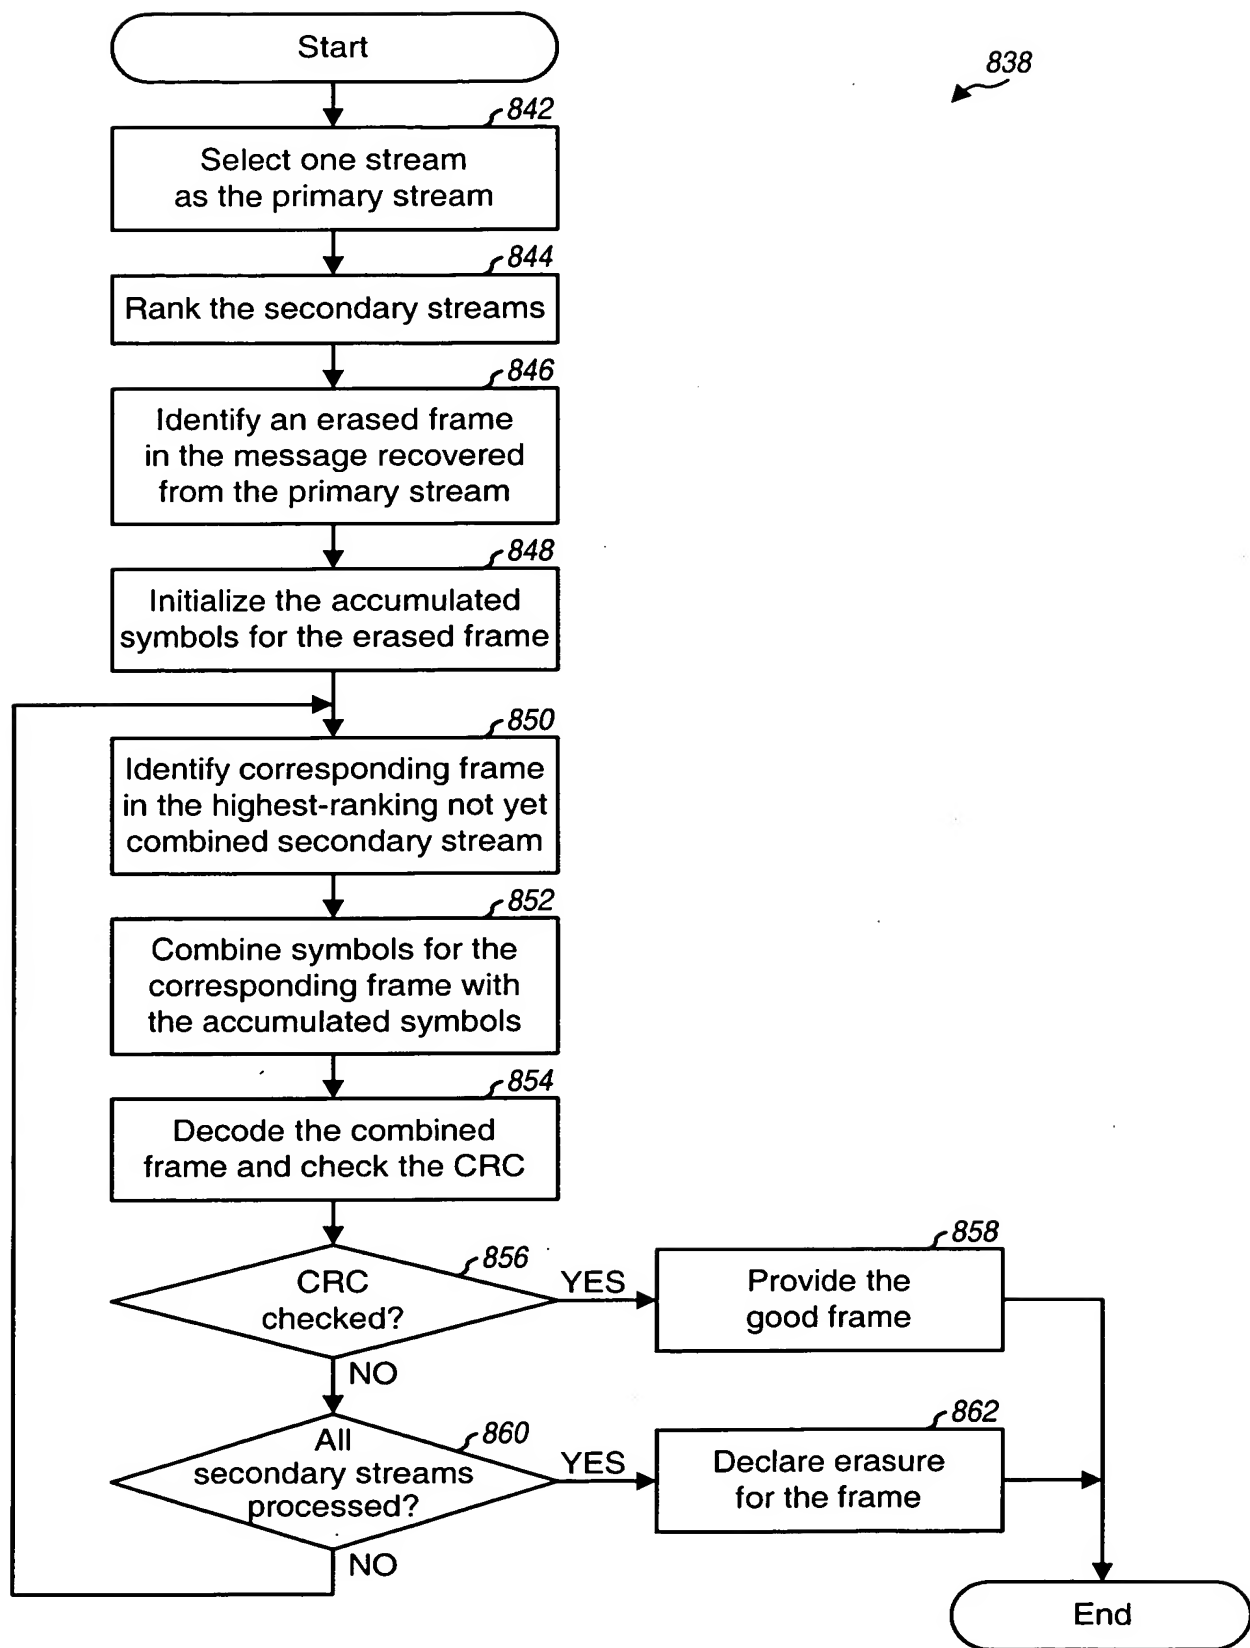 Start
838
842
Select one stream
as the primary stream
844
Rank the secondary streams
846
Identify an erased frame
in the message recovered
from the primary stream
848
Initialize the accumulated
symbols for the erased frame
850
Identify corresponding frame
in the highest-ranking not yet
combined secondary stream
852
Combine symbols for the
corresponding frame with
the accumulated symbols
854
Decode the combined
frame and check the CRC
856
CRC
checked?
YES
858
Provide the
good frame
NO
860
All
secondary streams
processed?
YES
862
Declare erasure
for the frame
NO
End